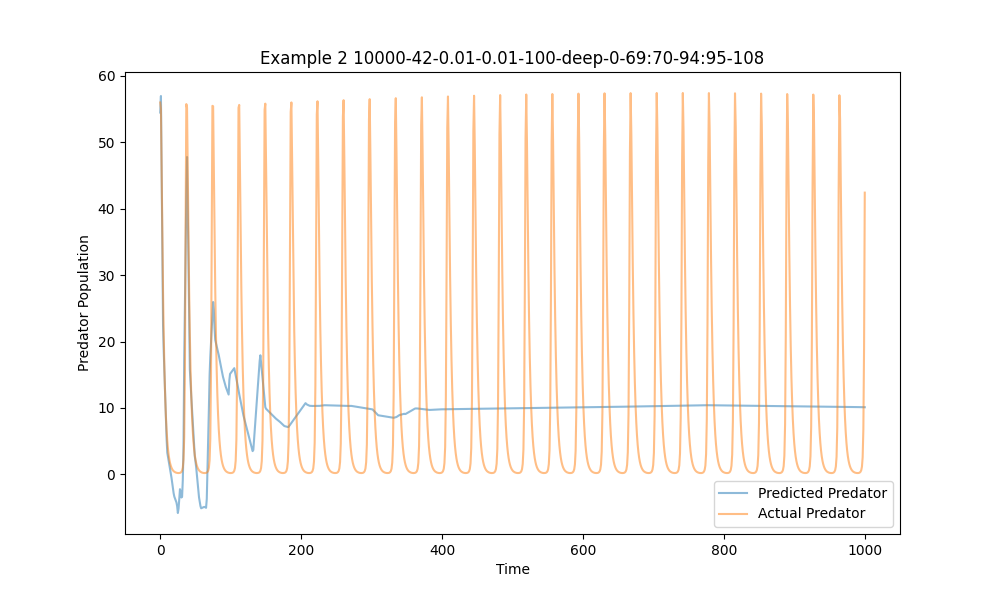 Example 2 10000-42-0.01-0.01-100-deep-0-69:70-94:95-108
60
50
40
30
20
10
0
Predator Population
0
200
400
600
800
1000
Time
Predicted Predator
Actual Predator